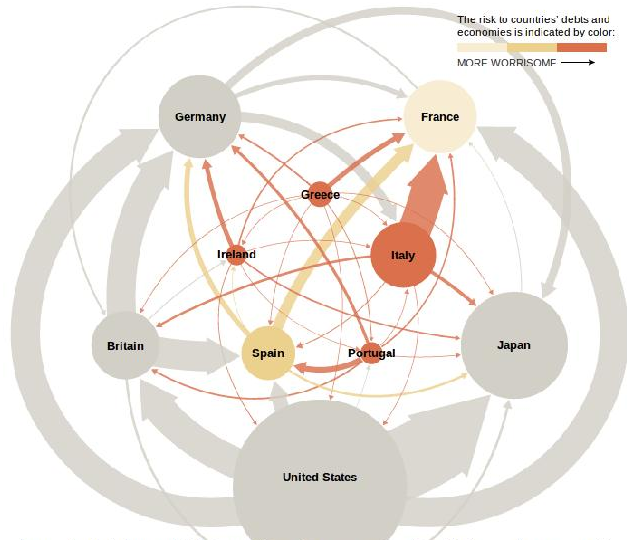 The risk to countries' debts and
economies is indicated by color:
MORE WORRISOME
Germany
France
Greece
Ireland
Italy
Britain
Spain
Portugal
Japan
United States